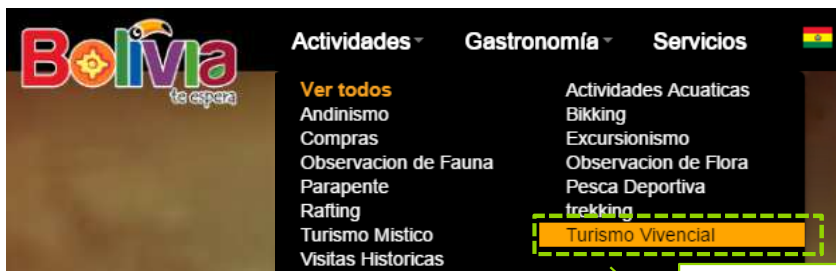 Bolivia
te espera
Actividades Gastronomía Servicios
Ver todos Actividades Acuaticas
Andinismo Bikking
Compras Excursionismo
Observacion de Fauna Observacion de Flora
Parapente Pesca Deportiva
Rafting trekking
Turismo Mistico Turismo Vivencial
Visitas Historicas